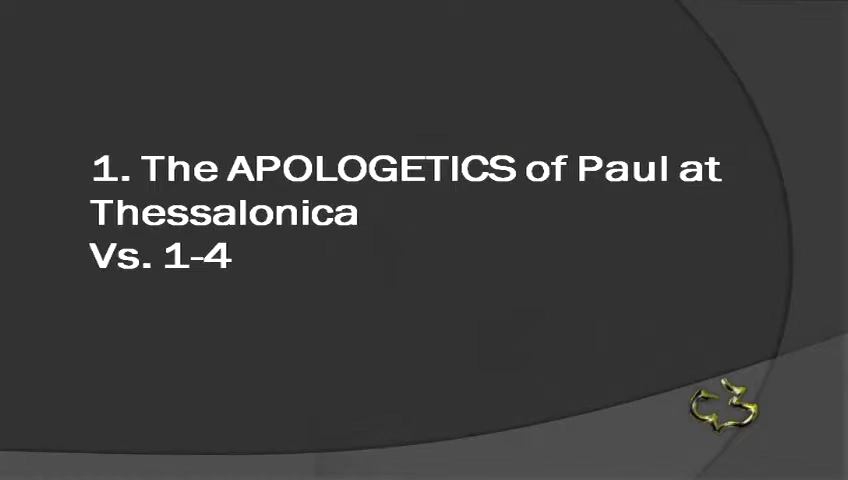 1. The APOLOGETICS of Paul at
Thessalonica
Vs. 1-4